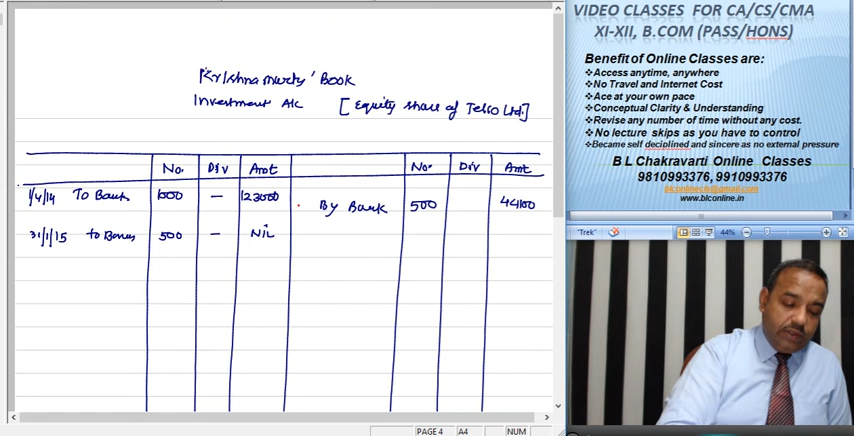 Krishnamurty' Book
Investment A/c [Equity share of Telco Ltd.]
No. Div Amt No. Div Amt
1/4/14 To Bank 1000 — 123000 By Bank 500 44100
31/1/15 to Bonus 500 — Nil
PAGE 4 A4 NUM
VIDEO CLASSES FOR CA/CS/CMA
XI-XII, B.COM (PASS/HONS)
Benefit of Online Classes are:
❖Access anytime, anywhere
❖No Travel and Internet Cost
❖Ace at your own pace
❖Conceptual Clarity & Understanding
❖Revise any number of time without any cost.
❖No lecture skips as you have to control
❖Became self deciplined and sincere as no external pressure
B L Chakravarti Online Classes
9810993376, 9910993376
blconlinech@gmail.com
www.blconline.in
"Trek" 44%